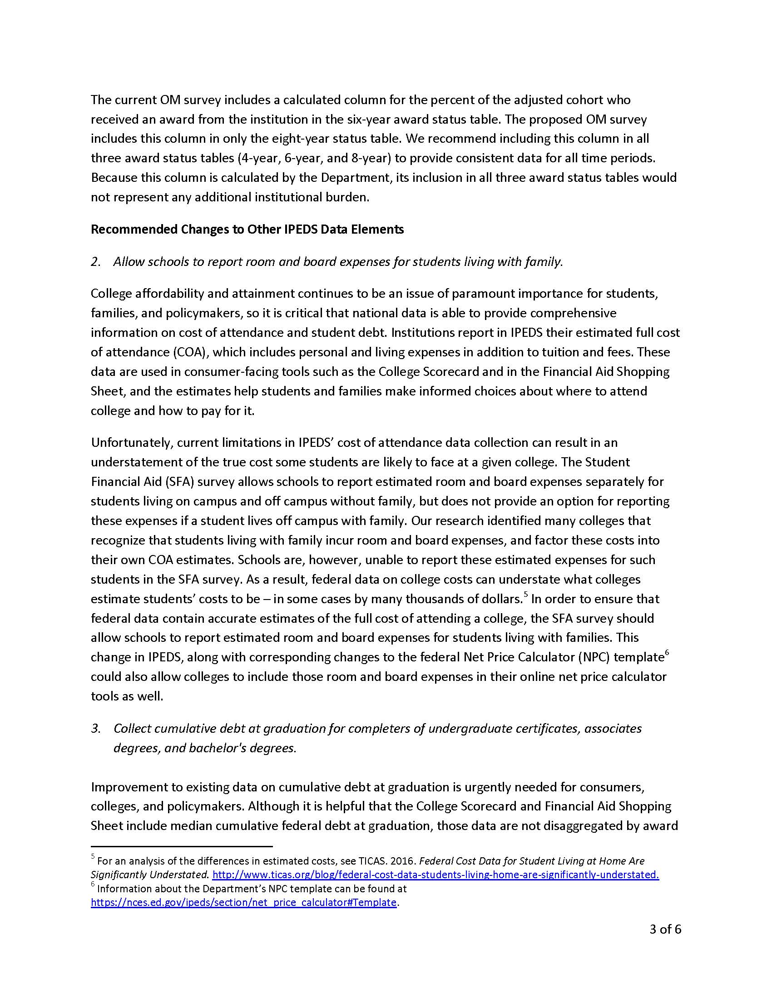 The current OM survey includes a calculated column for the percent of the adjusted cohort who
received an award from the institution in the six-year award status table. The proposed OM survey
includes this column in only the eight-year status table. We recommend including this column in all
three award status tables (4-year, 6-year, and 8-year) to provide consistent data for all time periods.
Because this column is calculated by the Department, its inclusion in all three award status tables would
not represent any additional institutional burden.
Recommended Changes to Other IPEDS Data Elements
2. Allow schools to report room and board expenses for students living with family.
College affordability and attainment continues to be an issue of paramount importance for students,
families, and policymakers, so it is critical that national data is able to provide comprehensive
information on cost of attendance and student debt. Institutions report in IPEDS their estimated full cost
of attendance (COA), which includes personal and living expenses in addition to tuition and fees. These
data are used in consumer-facing tools such as the College Scorecard and in the Financial Aid Shopping
Sheet, and the estimates help students and families make informed choices about where to attend
college and how to pay for it.
Unfortunately, current limitations in IPEDS’ cost of attendance data collection can result in an
understatement of the true cost some students are likely to face at a given college. The Student
Financial Aid (SFA) survey allows schools to report estimated room and board expenses separately for
students living on campus and off campus without family, but does not provide an option for reporting
these expenses if a student lives off campus with family. Our research identified many colleges that
recognize that students living with family incur room and board expenses, and factor these costs into
their own COA estimates. Schools are, however, unable to report these estimated expenses for such
students in the SFA survey. As a result, federal data on college costs can understate what colleges
estimate students’ costs to be – in some cases by many thousands of dollars.5 In order to ensure that
federal data contain accurate estimates of the full cost of attending a college, the SFA survey should
allow schools to report estimated room and board expenses for students living with families. This
change in IPEDS, along with corresponding changes to the federal Net Price Calculator (NPC) template6
could also allow colleges to include those room and board expenses in their online net price calculator
tools as well.
3. Collect cumulative debt at graduation for completers of undergraduate certificates, associates
degrees, and bachelor's degrees.
Improvement to existing data on cumulative debt at graduation is urgently needed for consumers,
colleges, and policymakers. Although it is helpful that the College Scorecard and Financial Aid Shopping
Sheet include median cumulative federal debt at graduation, those data are not disaggregated by award
5 For an analysis of the differences in estimated costs, see TICAS. 2016. Federal Cost Data for Student Living at Home Are
Significantly Understated. http://www.ticas.org/blog/federal-cost-data-students-living-home-are-significantly-understated.
6 Information about the Department’s NPC template can be found at
https://nces.ed.gov/ipeds/section/net_price_calculator#Template.
3 of 6